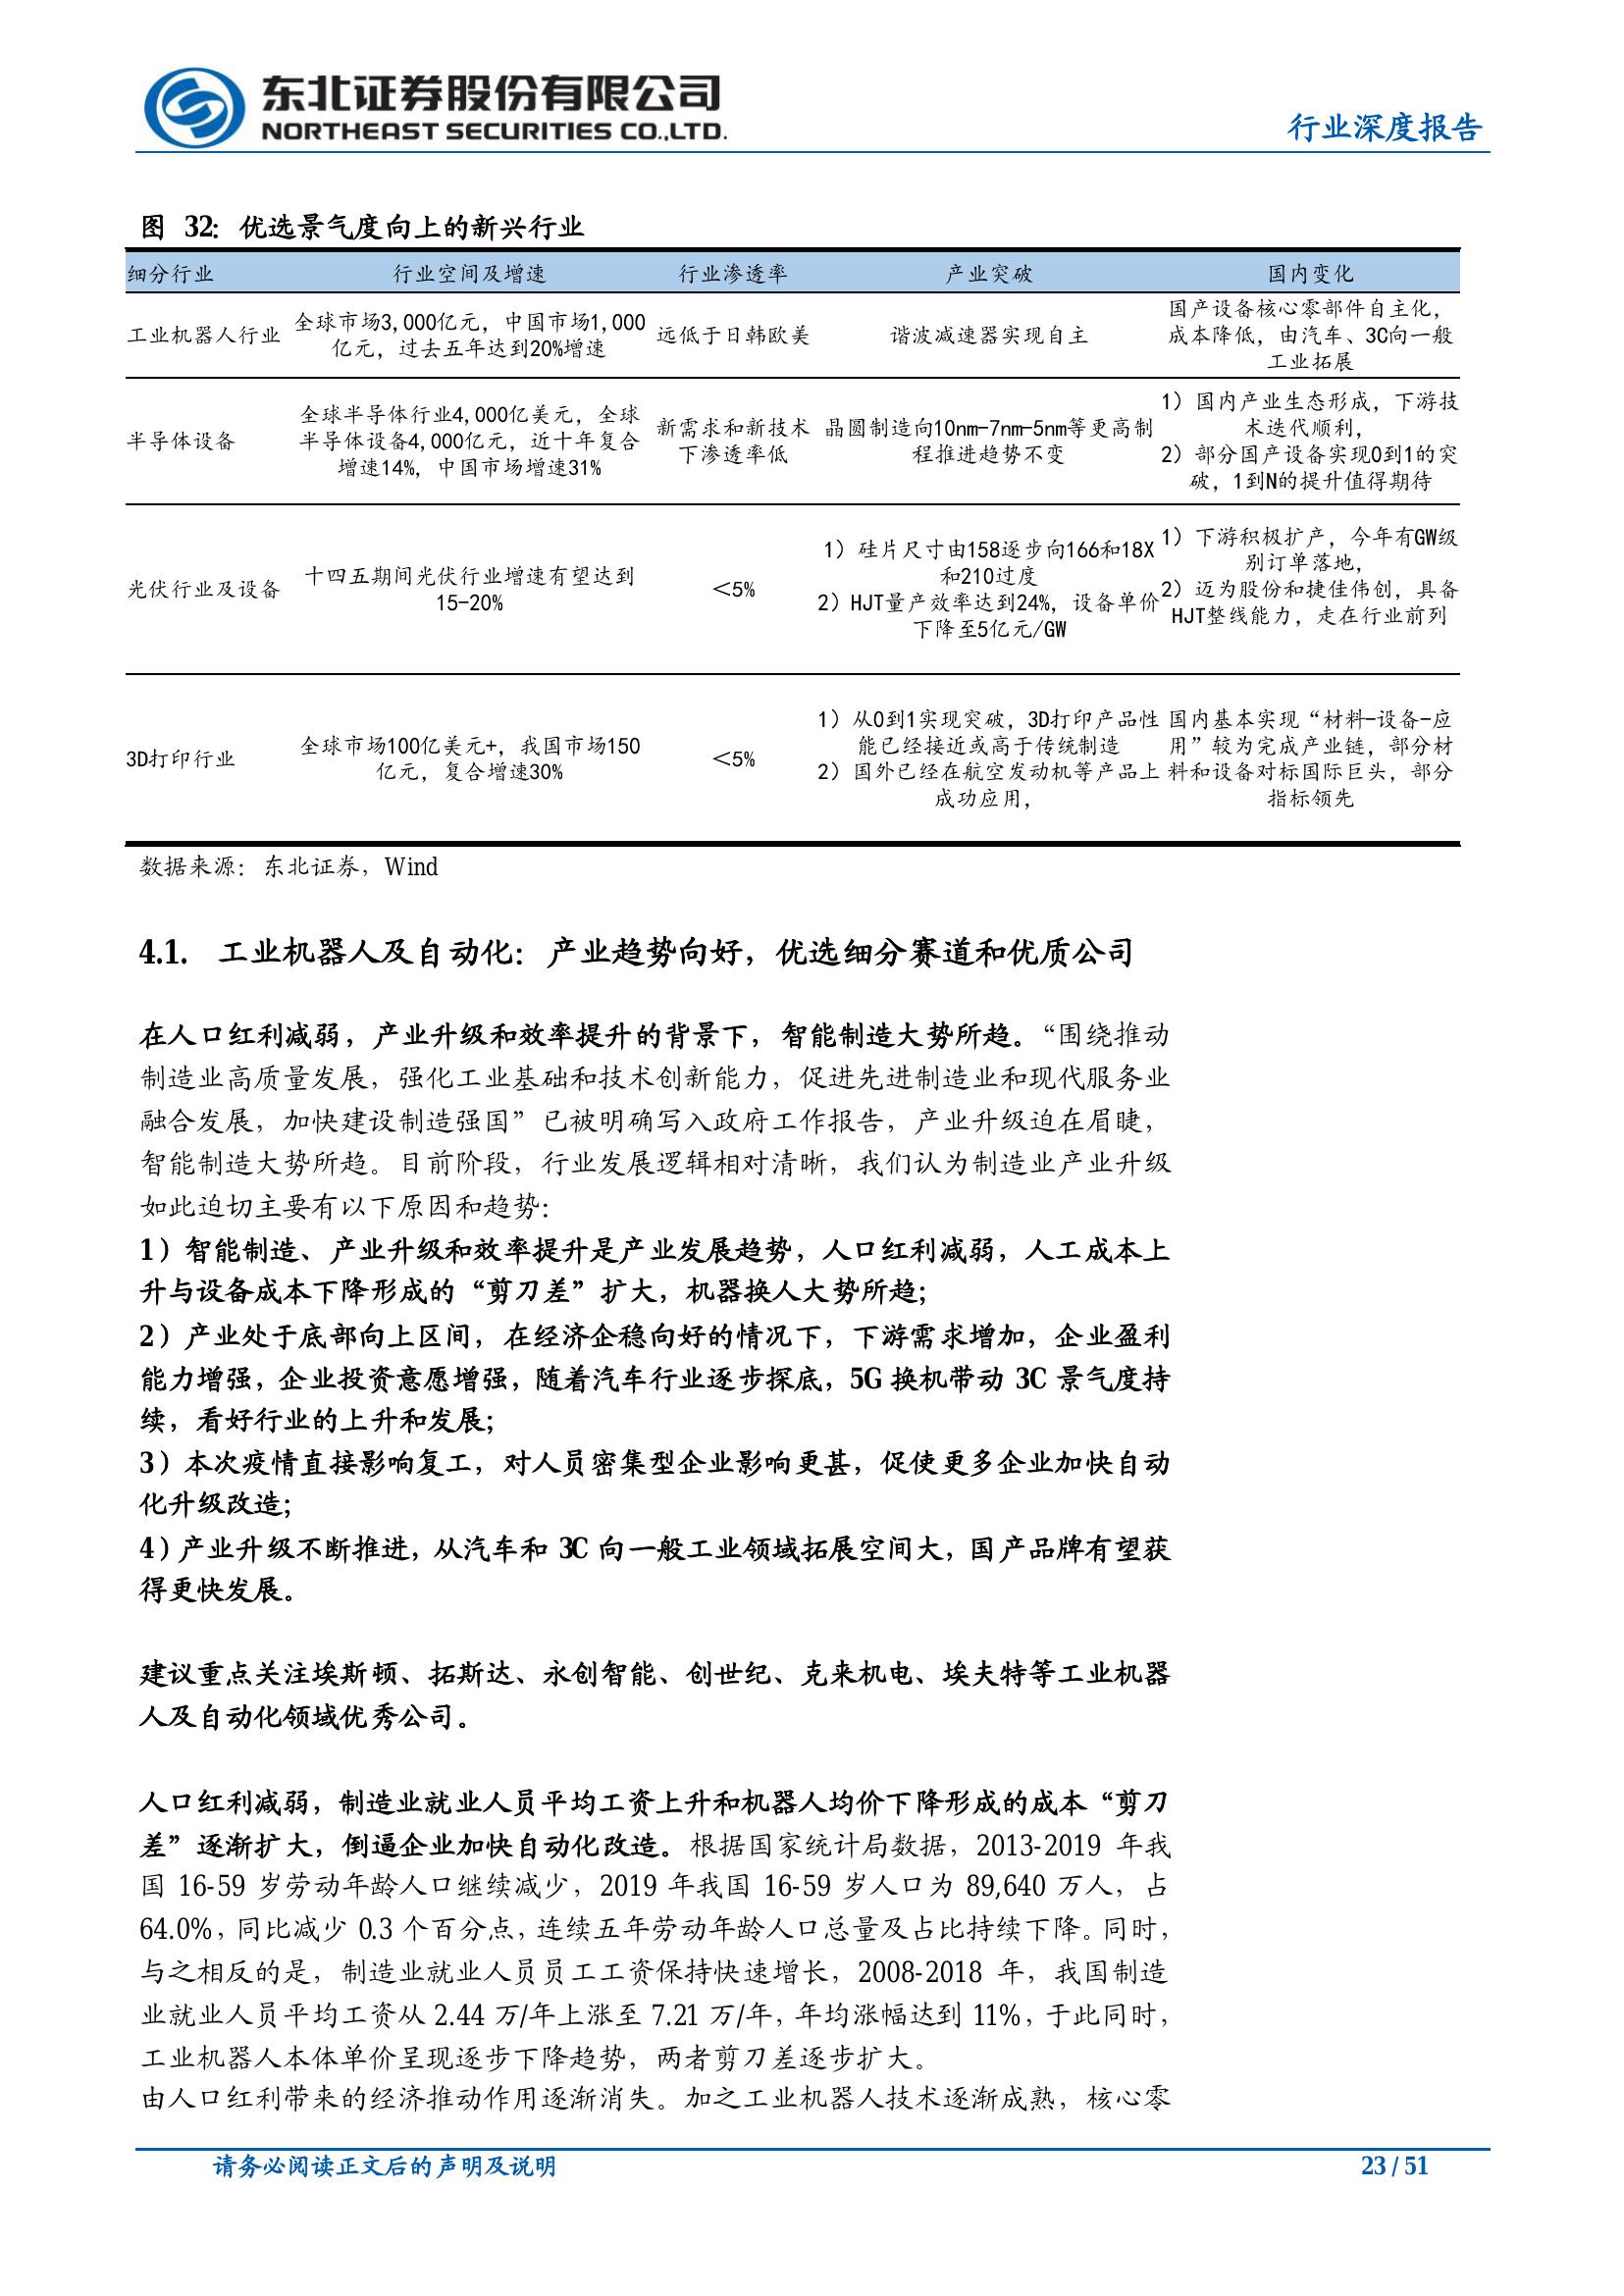 东北证券股份有限公司
NORTHEAST SECURITIES CO.,LTD.
行业深度报告
图 32：优选景气度向上的新兴行业
细分行业 行业空间及增速 行业渗透率 产业突破 国内变化
工业机器人行业
全球市场3,000亿元，中国市场1,000
亿元，过去五年达到20%增速
远低于日韩欧美
谐波减速器实现自主
国产设备核心零部件自主化，
成本降低，由汽车、3C向一般
工业拓展
半导体设备
全球半导体行业4,000亿美元，全球
半导体设备4,000亿元，近十年复合
增速14%，中国市场增速31%
新需求和新技术
下渗透率低
晶圆制造向10nm-7nm-5nm等更高制
程推进趋势不变
1）国内产业生态形成，下游技
术迭代顺利，
2）部分国产设备实现0到1的突
破，1到N的提升值得期待
光伏行业及设备
十四五期间光伏行业增速有望达到
15-20%
＜5%
1）硅片尺寸由158逐步向166和18X
和210过度
2）HJT量产效率达到24%，设备单价
下降至5亿元/GW
1）下游积极扩产，今年有GW级
别订单落地，
2）迈为股份和捷佳伟创，具备
HJT整线能力，走在行业前列
3D打印行业
全球市场100亿美元+，我国市场150
亿元，复合增速30%
＜5%
1）从0到1实现突破，3D打印产品性
能已经接近或高于传统制造
2）国外已经在航空发动机等产品上
成功应用，
国内基本实现“材料-设备-应
用”较为完成产业链，部分材
料和设备对标国际巨头，部分
指标领先
数据来源：东北证券，Wind
4.1. 工业机器人及自动化：产业趋势向好，优选细分赛道和优质公司
在人口红利减弱，产业升级和效率提升的背景下，智能制造大势所趋。“围绕推动
制造业高质量发展，强化工业基础和技术创新能力，促进先进制造业和现代服务业
融合发展，加快建设制造强国”已被明确写入政府工作报告，产业升级迫在眉睫，
智能制造大势所趋。目前阶段，行业发展逻辑相对清晰，我们认为制造业产业升级
如此迫切主要有以下原因和趋势：
1）智能制造、产业升级和效率提升是产业发展趋势，人口红利减弱，人工成本上
升与设备成本下降形成的“剪刀差”扩大，机器换人大势所趋；
2）产业处于底部向上区间，在经济企稳向好的情况下，下游需求增加，企业盈利
能力增强，企业投资意愿增强，随着汽车行业逐步探底，5G 换机带动 3C 景气度持
续，看好行业的上升和发展；
3）本次疫情直接影响复工，对人员密集型企业影响更甚，促使更多企业加快自动
化升级改造；
4）产业升级不断推进，从汽车和 3C 向一般工业领域拓展空间大，国产品牌有望获
得更快发展。
建议重点关注埃斯顿、拓斯达、永创智能、创世纪、克来机电、埃夫特等工业机器
人及自动化领域优秀公司。
人口红利减弱，制造业就业人员平均工资上升和机器人均价下降形成的成本“剪刀
差”逐渐扩大，倒逼企业加快自动化改造。根据国家统计局数据，2013-2019 年我
国 16-59 岁劳动年龄人口继续减少，2019 年我国 16-59 岁人口为 89,640 万人，占
64.0%，同比减少 0.3 个百分点，连续五年劳动年龄人口总量及占比持续下降。同时，
与之相反的是，制造业就业人员员工工资保持快速增长，2008-2018 年，我国制造
业就业人员平均工资从 2.44 万/年上涨至 7.21 万/年，年均涨幅达到 11%，于此同时，
工业机器人本体单价呈现逐步下降趋势，两者剪刀差逐步扩大。
由人口红利带来的经济推动作用逐渐消失。加之工业机器人技术逐渐成熟，核心零
请务必阅读正文后的声明及说明
23 / 51